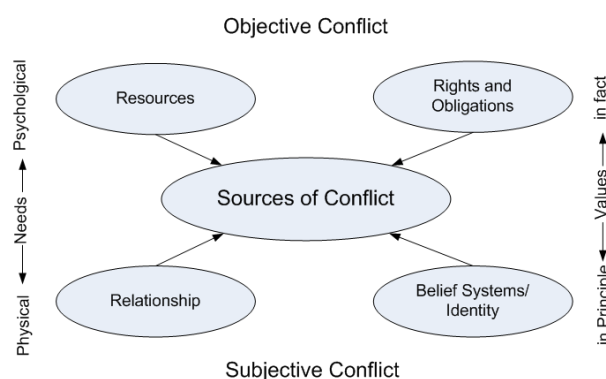 Objective Conflict
Resources
Rights and
Obligations
Sources of Conflict
Relationship
Belief Systems/
Identity
Subjective Conflict
Physical
Needs
Psycholgical
in Principle
Values
in fact